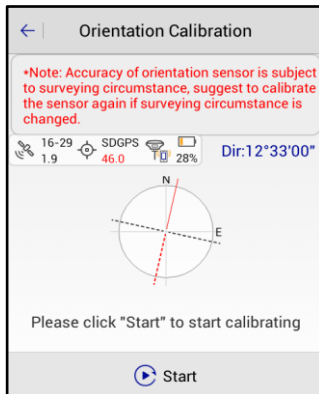 Orientation Calibration
*Note: Accuracy of orientation sensor is subject
to surveying circumstance, suggest to calibrate
the sensor again if surveying circumstance is
changed.
16-29 SDGPS Dir:12°33'00"
1.9 46.0 28%
N
E
Please click "Start" to start calibrating
Start